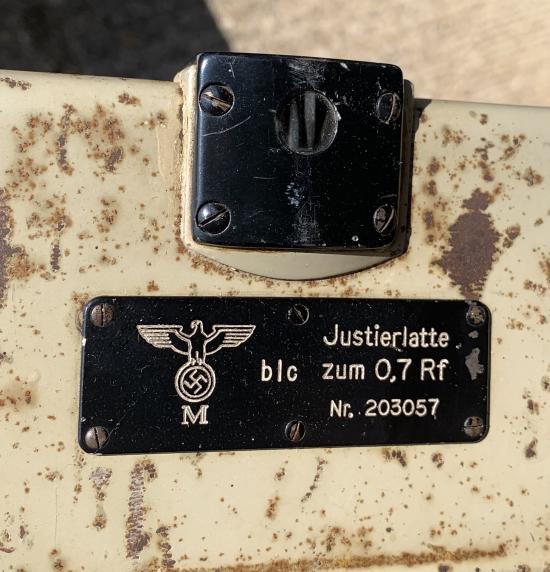 Justierlatte
blc zum 0,7 Rf
Nr. 203057
M